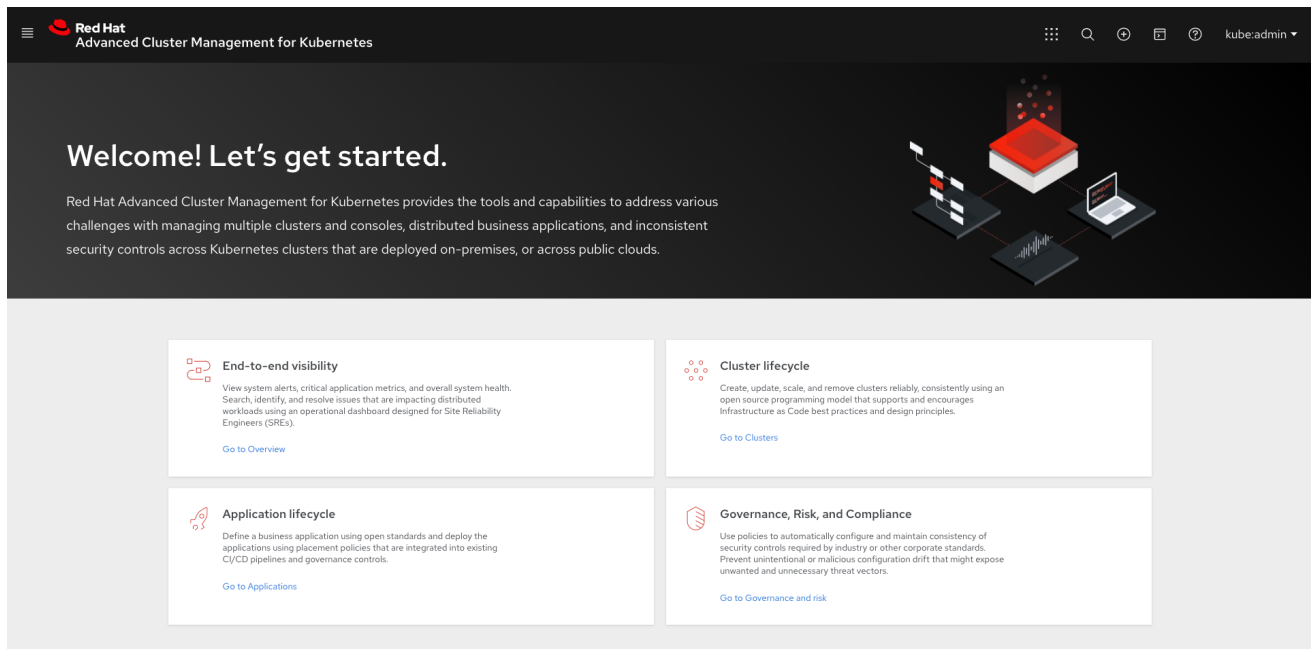 Red Hat
Advanced Cluster Management for Kubernetes
kube:admin
Welcome! Let's get started.
Red Hat Advanced Cluster Management for Kubernetes provides the tools and capabilities to address various
challenges with managing multiple clusters and consoles, distributed business applications, and inconsistent
security controls across Kubernetes clusters that are deployed on-premises, or across public clouds.
End-to-end visibility
View system alerts, critical application metrics, and overall system health.
Search, identify, and resolve issues that are impacting distributed
workloads using an operational dashboard designed for Site Reliability
Engineers (SREs).
Go to Overview
Cluster lifecycle
Create, update, scale, and remove clusters reliably, consistently using an
open source programming model that supports and encourages
Infrastructure as Code best practices and design principles.
Go to Clusters
Application lifecycle
Define a business application using open standards and deploy the
applications using placement policies that are integrated into existing
CI/CD pipelines and governance controls.
Go to Applications
Governance, Risk, and Compliance
Use policies to automatically configure and maintain consistency of
security controls required by industry or other corporate standards.
Prevent unintentional or malicious configuration drift that might expose
unwanted and unnecessary threat vectors.
Go to Governance and risk